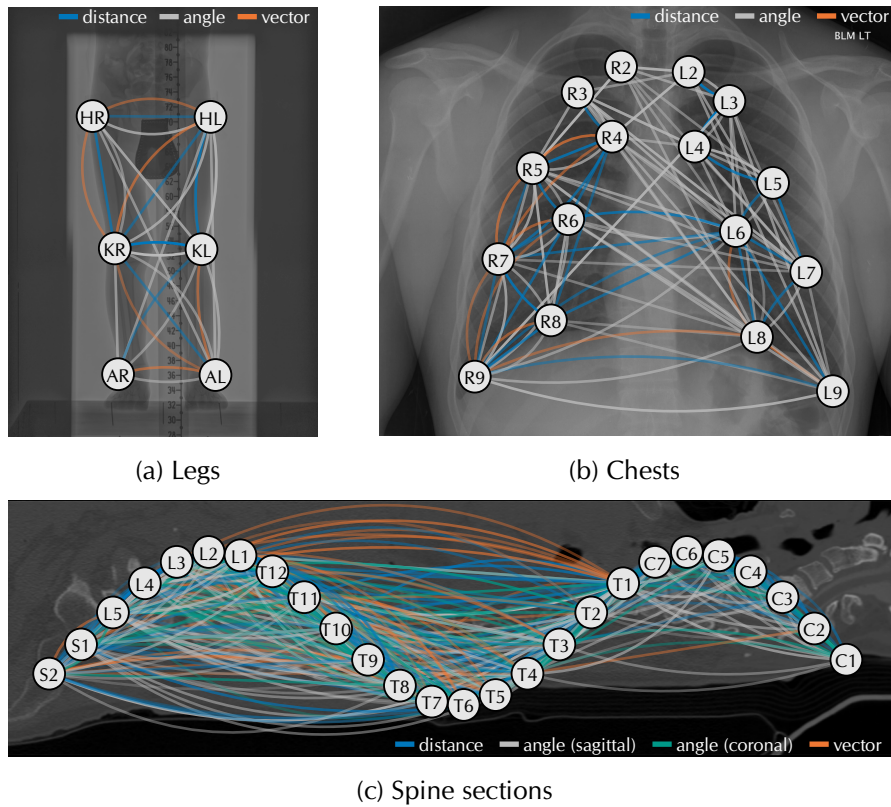 distance angle vector
HR HL
KR KL
AR AL
(a) Legs
distance angle vector
BLM LT
R2 L2
R3 L3
R4 L4
R5 L5
R6 L6
R7 L7
R8 L8
R9 L9
(b) Chests
S2 S1 L5 L4 L3 L2 L1 T12 T11 T10 T9 T8 T7 T6 T5 T4 T3 T2 T1 C7 C6 C5 C4 C3 C2 C1
distance angle (sagittal) angle (coronal) vector
(c) Spine sections